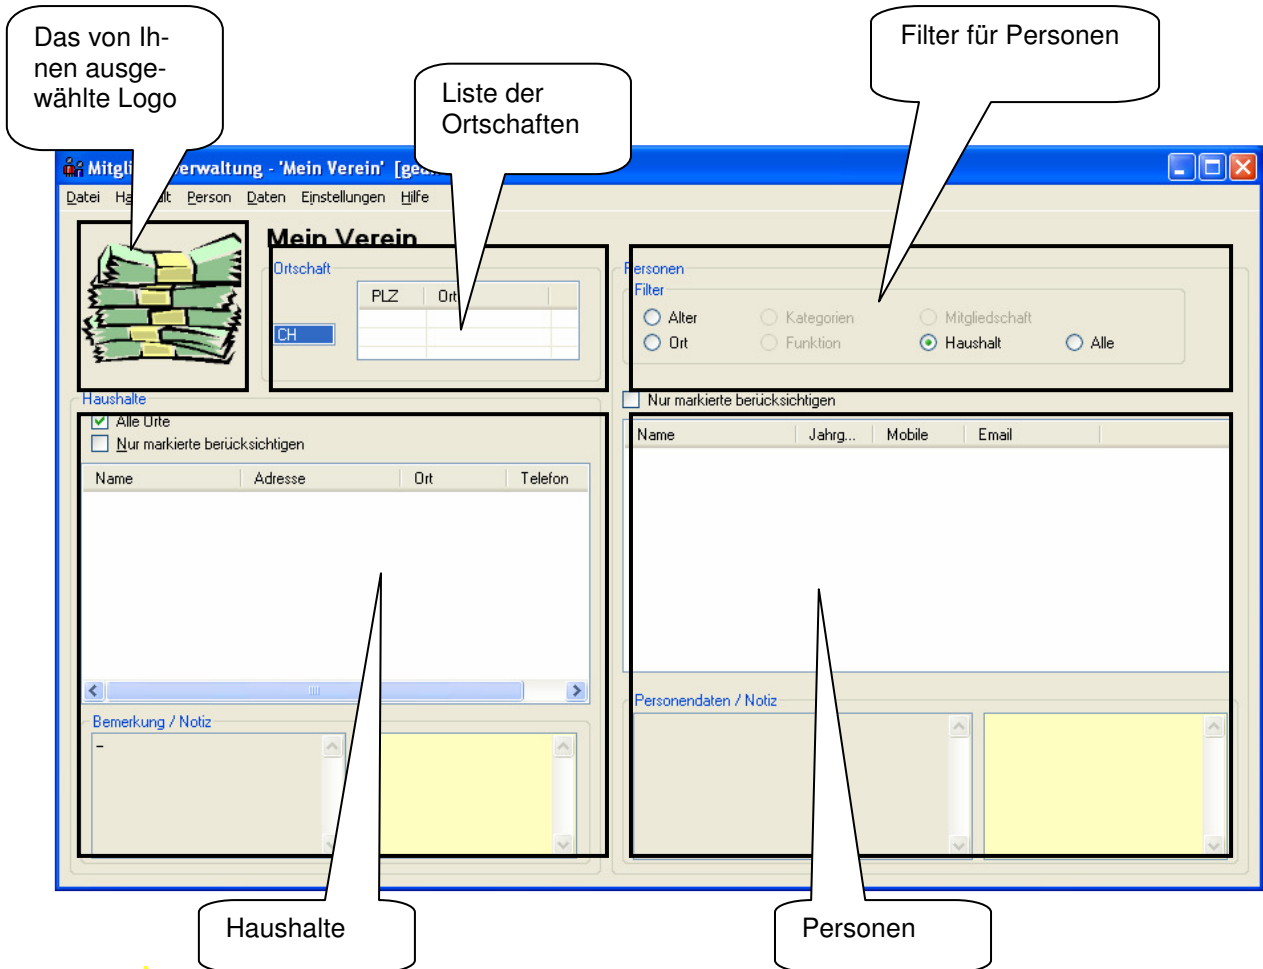 Das von Ih-
nen ausge-
wählte Logo
Filter für Personen
Liste der
Ortschaften
Mein Verein'
Datei
Person Daten Einstellungen Hilfe
Mein Verein
Ortschaft
PLZ Ort
CH
Personen
Filter
Alter Kategorien Mitgliedschaft
Ort Funktion Haushalt Alle
Haushalte
Alle Orte
Nur markierte berücksichtigen
Name Adresse Ort Telefon
Nur markierte berücksichtigen
Name Jahrg... Mobile Email
Bemerkung / Notiz
–
Personendaten / Notiz
Haushalte
Personen